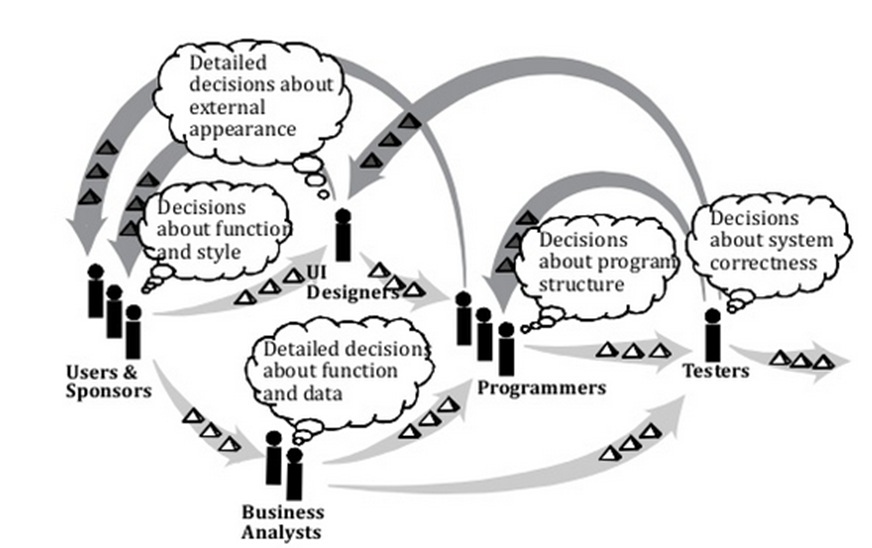 Detailed
decisions about
external
appearance
Decisions
about function
and style
UI
Designers
Decisions
about program
structure
Decisions
about system
correctness
Users &
Sponsors
Detailed decisions
about function
and data
Programmers
Testers
Business
Analysts